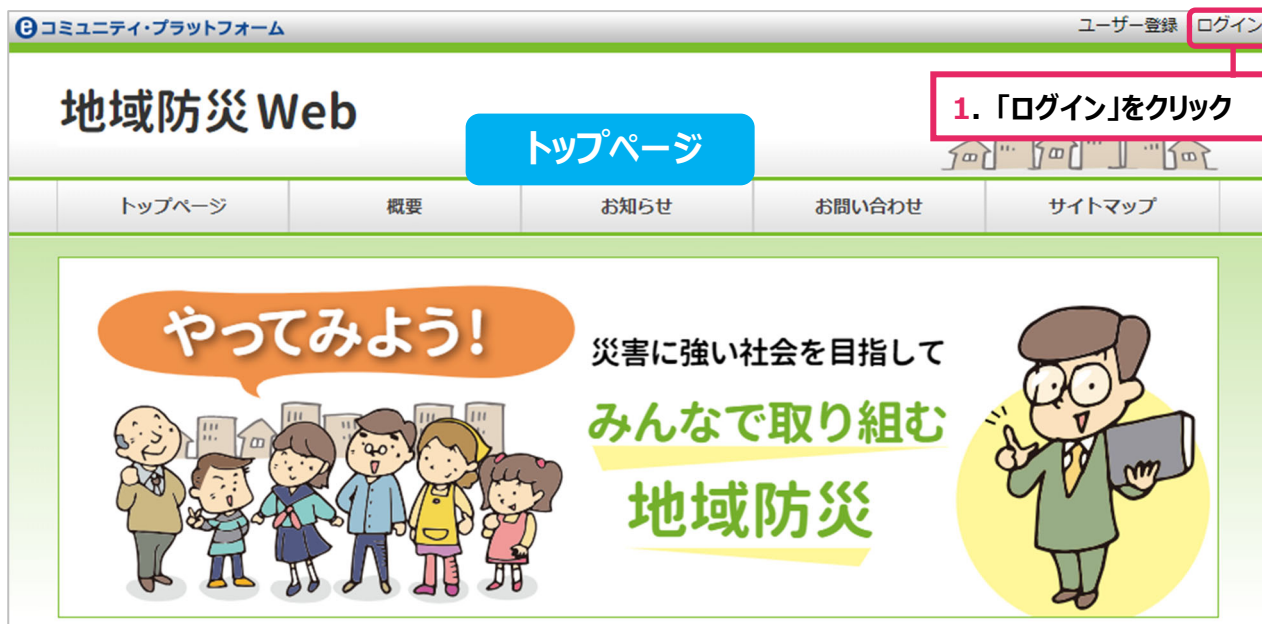 eコミュニティ・プラットフォーム
ユーザー登録 ログイン
地域防災Web
トップページ
1.「ログイン」をクリック
トップページ 概要 お知らせ お問い合わせ サイトマップ
やってみよう!
災害に強い社会を目指して
みんなで取り組む
地域防災